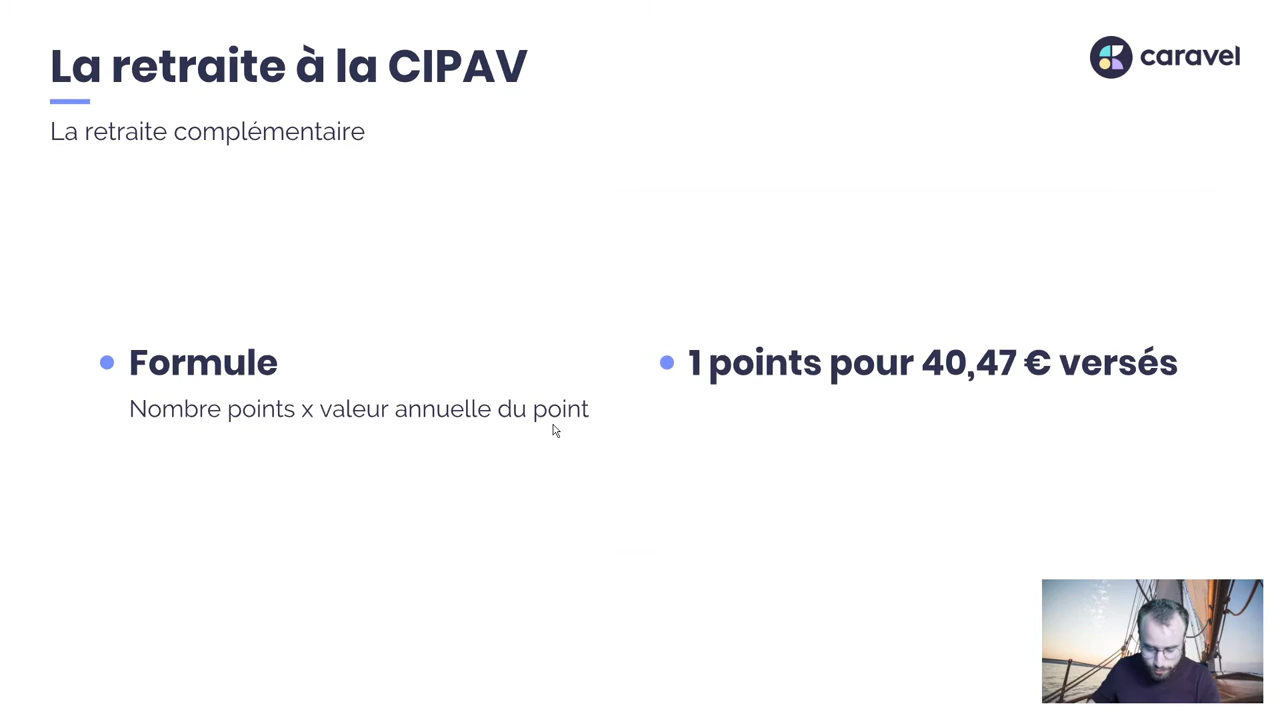 La retraite à la CIPAV
caravel
La retraite complémentaire
Formule
Nombre points x valeur annuelle du point
1 points pour 40,47 € versés